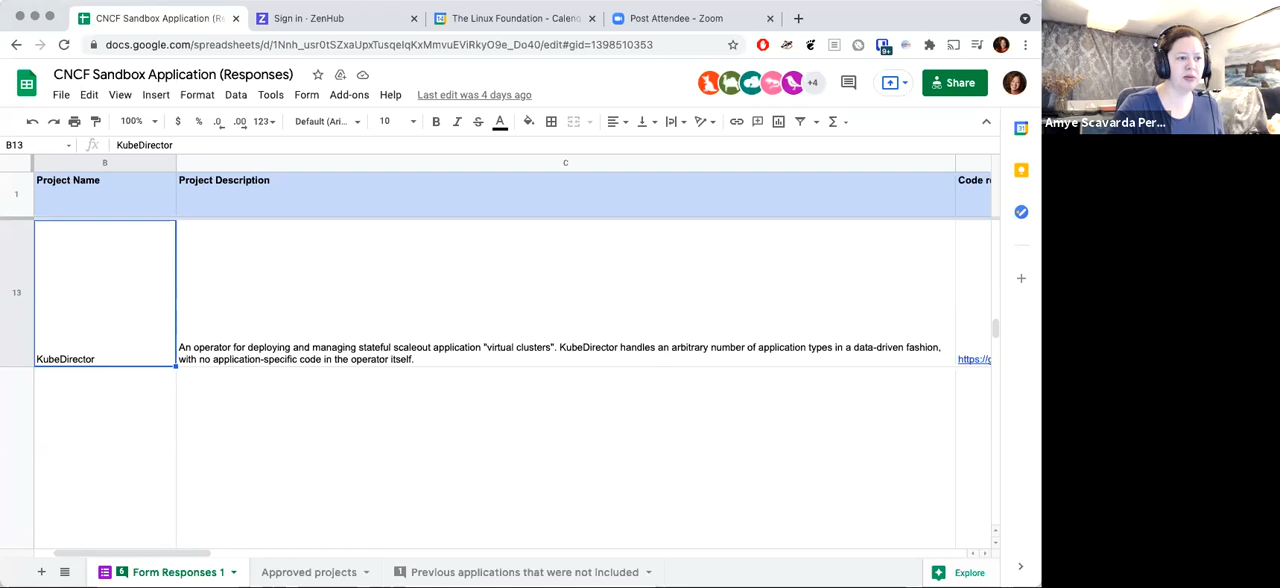 CNCF Sandbox Application (R
Sign in · ZenHub
The Linux Foundation - Calen
Post Attendee - Zoom
docs.google.com/spreadsheets/d/1Nnh_usr0tSZxaUpxTusqeIqKxMmvuEViRkyO9e_Do40/edit#gid=1398510353
9+
CNCF Sandbox Application (Responses)
File Edit View Insert Format Data Tools Form Add-ons Help Last edit was 4 days ago
+4
Share
100% $ % .0 .00 123 Default (Ari... 10 B I S A
B13 fx KubeDirector
B C
1 Project Name Project Description Code r
13
An operator for deploying and managing stateful scaleout application "virtual clusters". KubeDirector handles an arbitrary number of application types in a data-driven fashion,
KubeDirector with no application-specific code in the operator itself. https://g
6 Form Responses 1 Approved projects 1 Previous applications that were not included
Explore
Amye Scavarda Per...